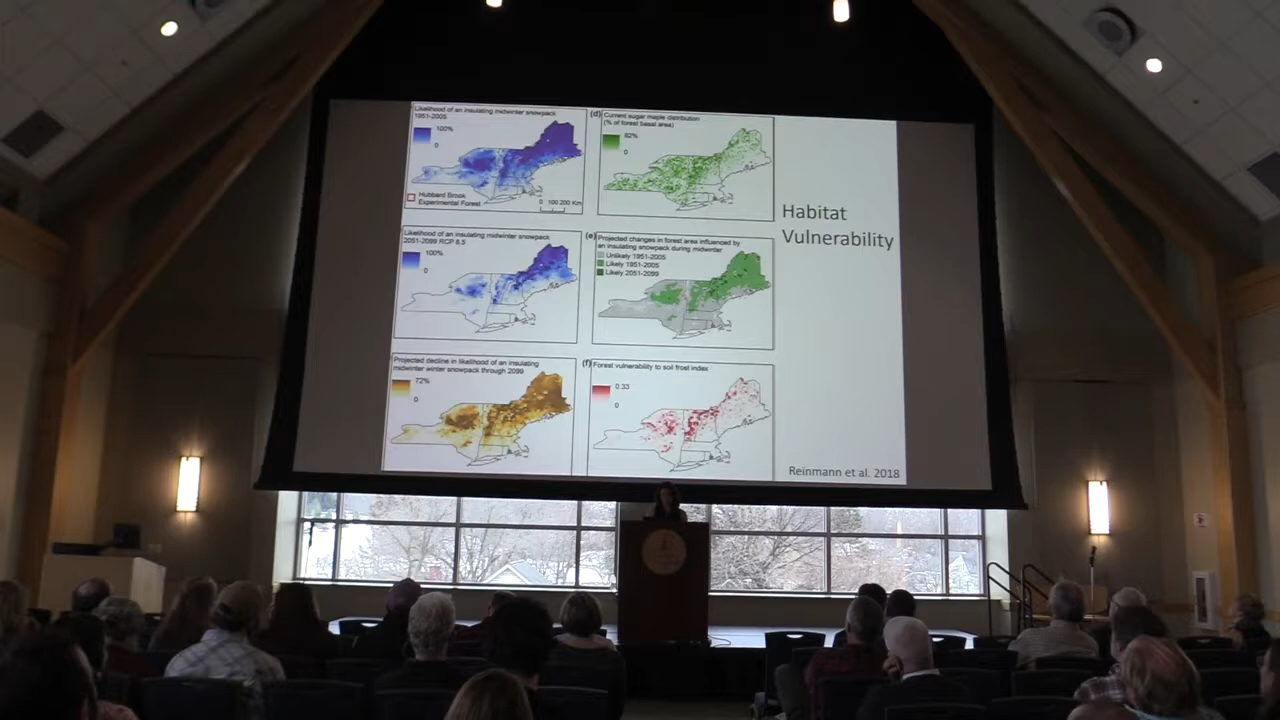 Likelihood of an insulating midwinter snowpack
1951-2005
100%
0
Hubbard Brook
Experimental Forest
0 100 200 Km
(d)
Current sugar maple distribution
(% of forest basal area)
82%
0
Habitat
Vulnerability
Likelihood of an insulating midwinter snowpack
2051-2099 RCP 8.5
100%
0
(e)
Projected changes in forest area influenced by
an insulating snowpack during midwinter
Unlikely 1951-2005
Likely 1951-2005
Likely 2051-2099
Projected decline in likelihood of an insulating
midwinter winter snowpack through 2099
72%
0
(f)
Forest vulnerability to soil frost index
0.33
0
Reinmann et al. 2018